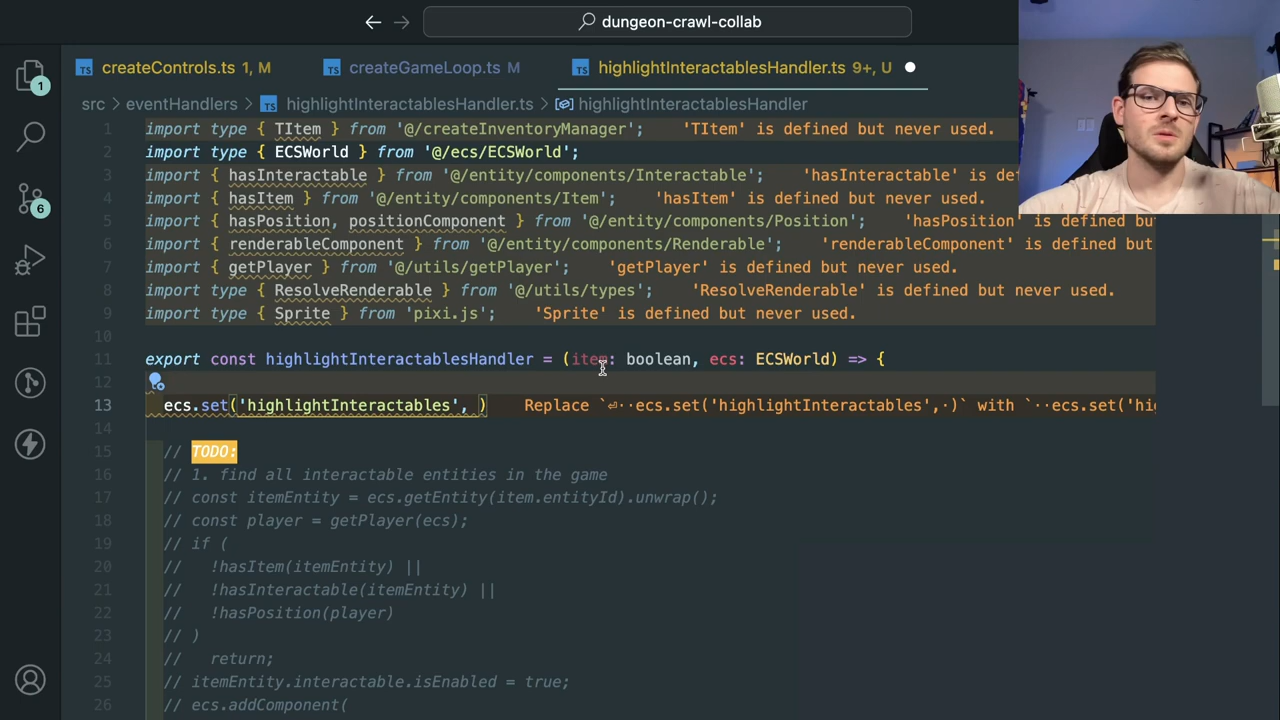 dungeon-crawl-collab
TS createControls.ts 1, M
TS createGameLoop.ts M
TS highlightInteractablesHandler.ts 9+, U
src > eventHandlers > TS highlightInteractablesHandler.ts > highlightInteractablesHandler
1 import type { TItem } from '@/createInventoryManager'; 'TItem' is defined but never used.
2 import type { ECSWorld } from '@/ecs/ECSWorld';
3 import { hasInteractable } from '@/entity/components/Interactable'; 'hasInteractable' is def
4 import { hasItem } from '@/entity/components/Item'; 'hasItem' is defined but never used.
5 import { hasPosition, positionComponent } from '@/entity/components/Position'; 'hasPosition' is defined bu
6 import { renderableComponent } from '@/entity/components/Renderable'; 'renderableComponent' is defined but
7 import { getPlayer } from '@/utils/getPlayer'; 'getPlayer' is defined but never used.
8 import type { ResolveRenderable } from '@/utils/types'; 'ResolveRenderable' is defined but never used.
9 import type { Sprite } from 'pixi.js'; 'Sprite' is defined but never used.
10
11 export const highlightInteractablesHandler = (item: boolean, ecs: ECSWorld) => {
12
13 ecs.set('highlightInteractables', ) Replace `⏎··ecs.set('highlightInteractables',·)` with `··ecs.set('hig
14
15 // TODO:
16 // 1. find all interactable entities in the game
17 // const itemEntity = ecs.getEntity(item.entityId).unwrap();
18 // const player = getPlayer(ecs);
19 // if (
20 // !hasItem(itemEntity) ||
21 // !hasInteractable(itemEntity) ||
22 // !hasPosition(player)
23 // )
24 // return;
25 // itemEntity.interactable.isEnabled = true;
26 // ecs.addComponent(
1
6